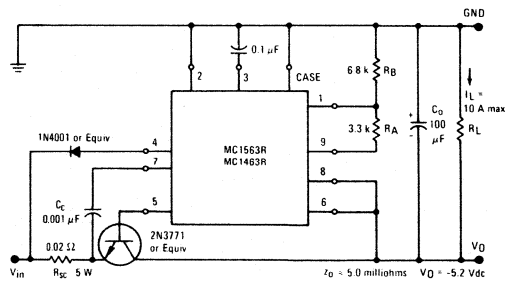 GND
0.1 μF
2
3
CASE
6.8 k R_B
1
I_L =
10 A max
C_O
100
μF
+
-
R_L
3.3 k R_A
1N4001 or Equiv
4
MC1563R
MC1463R
9
7
8
C_C
0.001 μF
5
6
2N3771
or Equiv
0.02 Ω
V_in
R_SC 5 W
z_o ≈ 5.0 milliohms
V_O = -5.2 Vdc
V_O